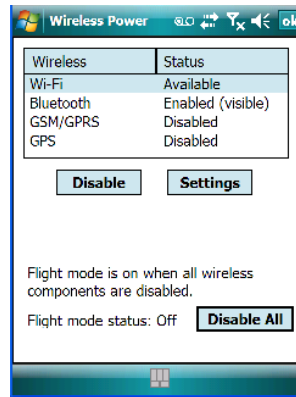 Wireless Power ok
Wireless Status
Wi-Fi Available
Bluetooth Enabled (visible)
GSM/GPRS Disabled
GPS Disabled
Disable Settings
Flight mode is on when all wireless
components are disabled.
Flight mode status: Off Disable All